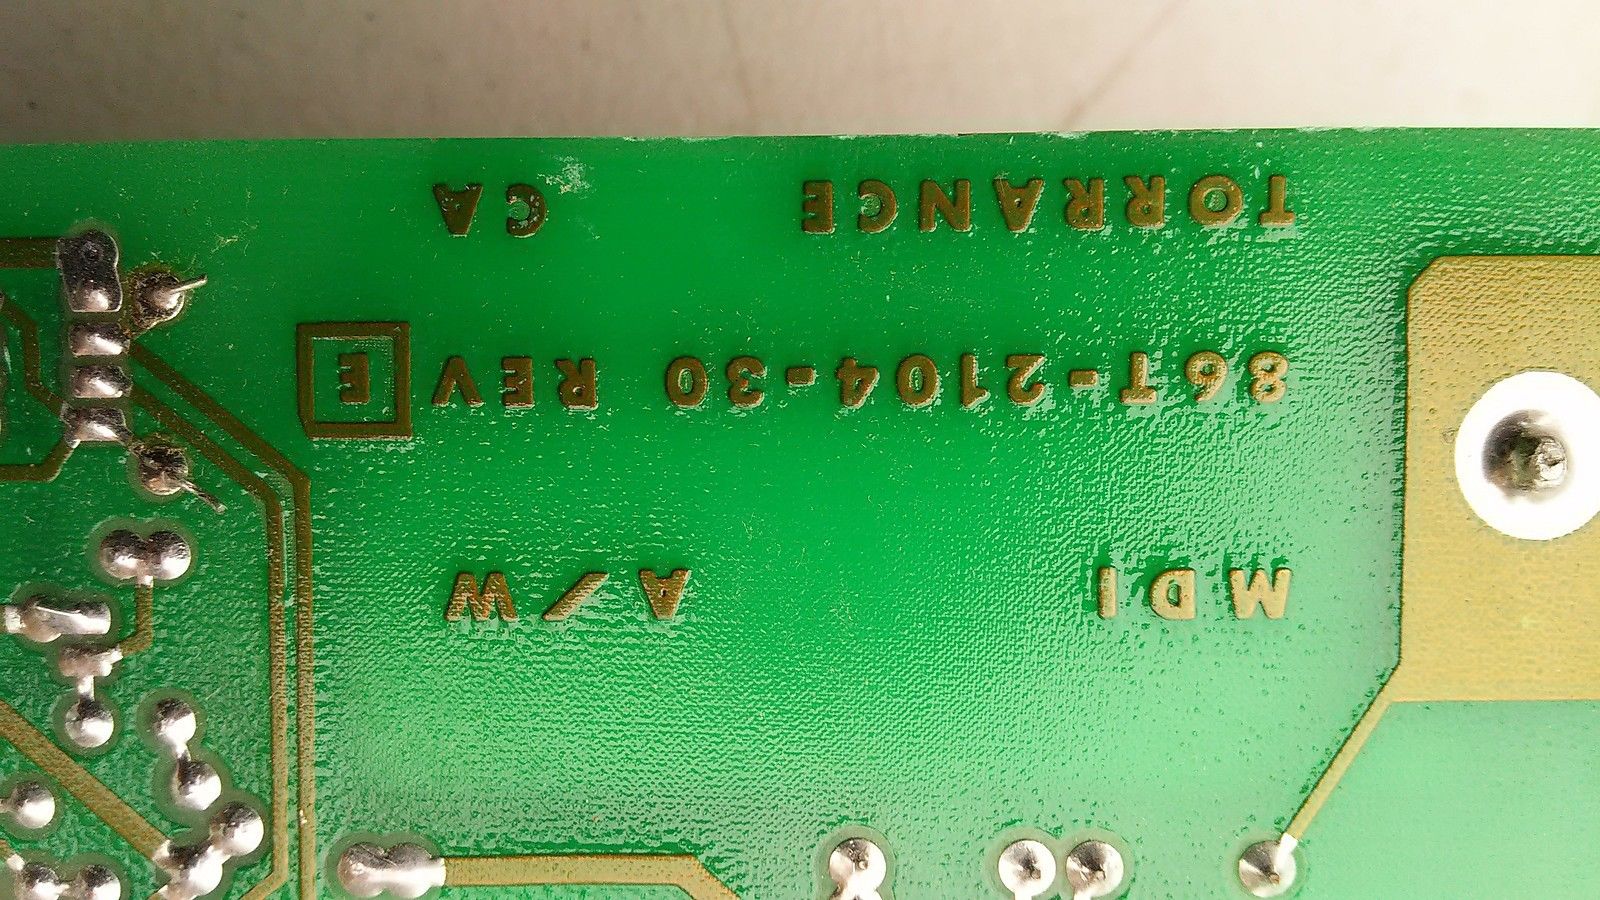 MDI A/W
86T-2104-30 REV E
TORRANCE CA